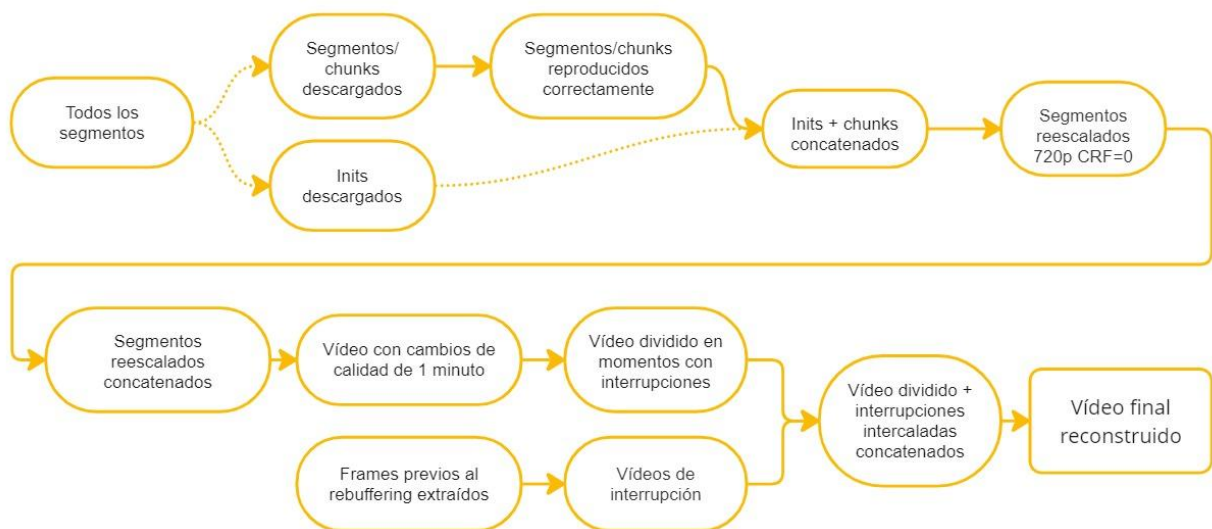 Todos los
segmentos
Segmentos/
chunks
descargados
Segmentos/chunks
reproducidos
correctamente
Inits
descargados
Inits + chunks
concatenados
Segmentos
reescalados
720p CRF=0
Segmentos
reescalados
concatenados
Vídeo con cambios de
calidad de 1 minuto
Vídeo dividido en
momentos con
interrupciones
Frames previos al
rebuffering extraídos
Vídeos de
interrupción
Vídeo dividido +
interrupciones
intercaladas
concatenados
Vídeo final
reconstruido